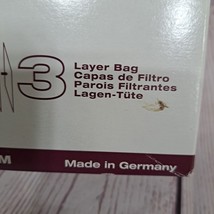 3
Layer Bag
Capas de Filtro
Parois Filtrantes
Lagen-Tüte
M
Made in Germany